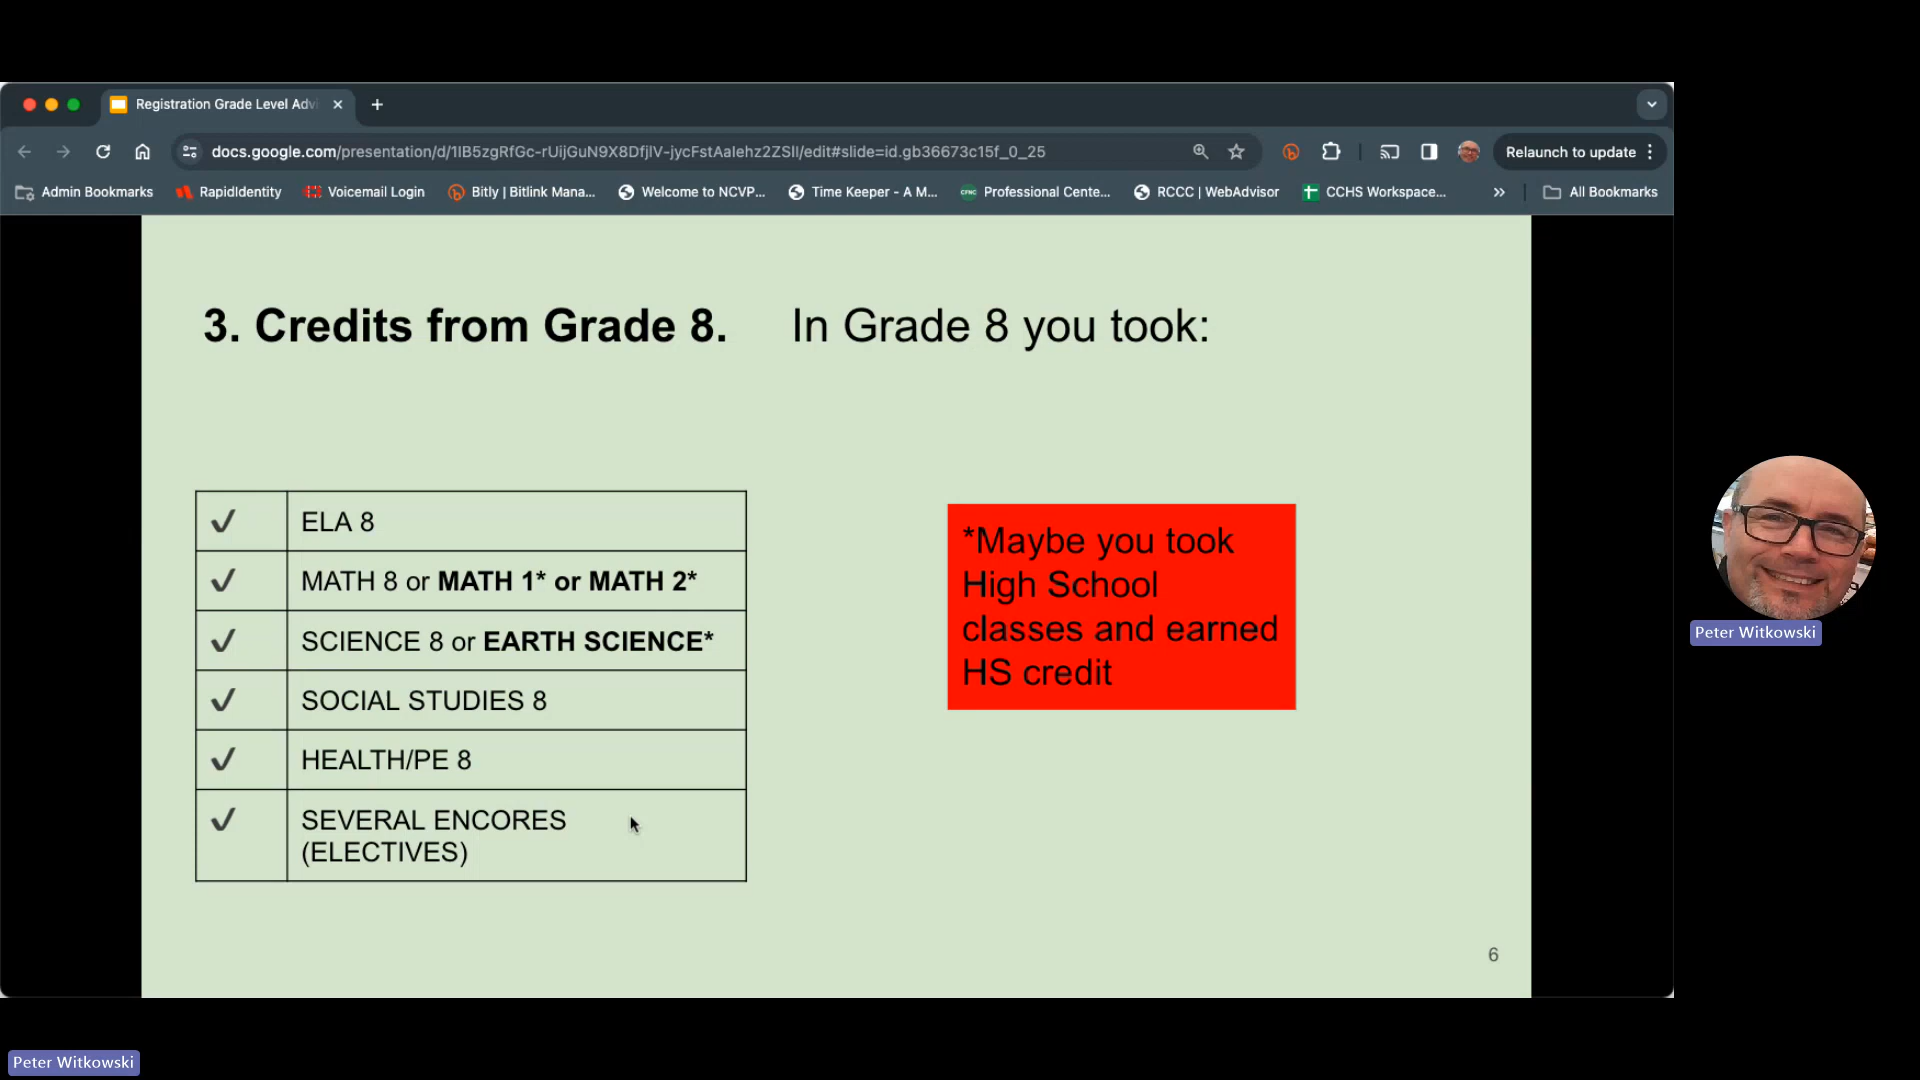 Registration Grade Level Advi
docs.google.com/presentation/d/1IB5zgRfGc-rUijGuN9X8DfjlV-jycFstAalehz2ZSlI/edit#slide=id.gb36673c15f_0_25
Relaunch to update
Admin Bookmarks
RapidIdentity
Voicemail Login
Bitly | Bitlink Mana...
Welcome to NCVP...
Time Keeper - A M...
CFNC
Professional Cente...
RCCC | WebAdvisor
CCHS Workspace...
All Bookmarks
3. Credits from Grade 8. In Grade 8 you took:
ELA 8
MATH 8 or MATH 1* or MATH 2*
SCIENCE 8 or EARTH SCIENCE*
SOCIAL STUDIES 8
HEALTH/PE 8
SEVERAL ENCORES
(ELECTIVES)
*Maybe you took
High School
classes and earned
HS credit
6
Peter Witkowski
Peter Witkowski